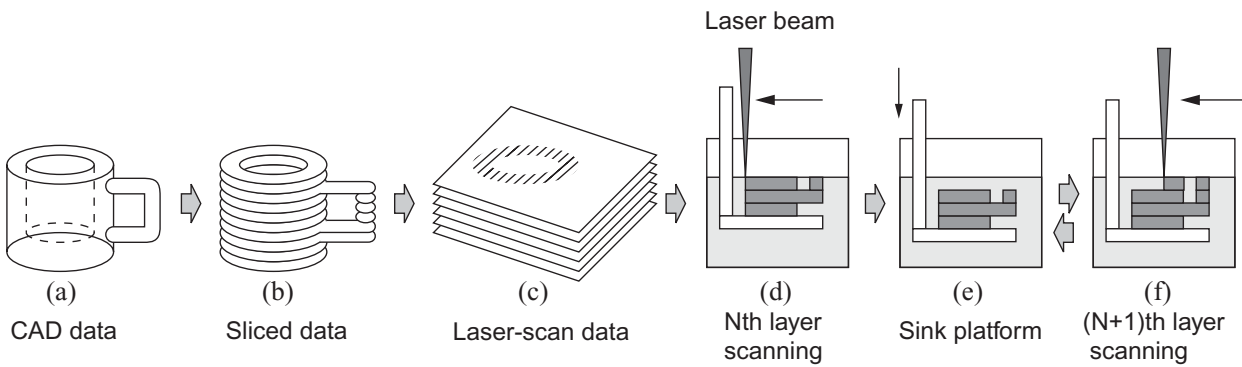 Laser beam
(a)
CAD data
(b)
Sliced data
(c)
Laser-scan data
(d)
Nth layer
scanning
(e)
Sink platform
(f)
(N+1)th layer
scanning